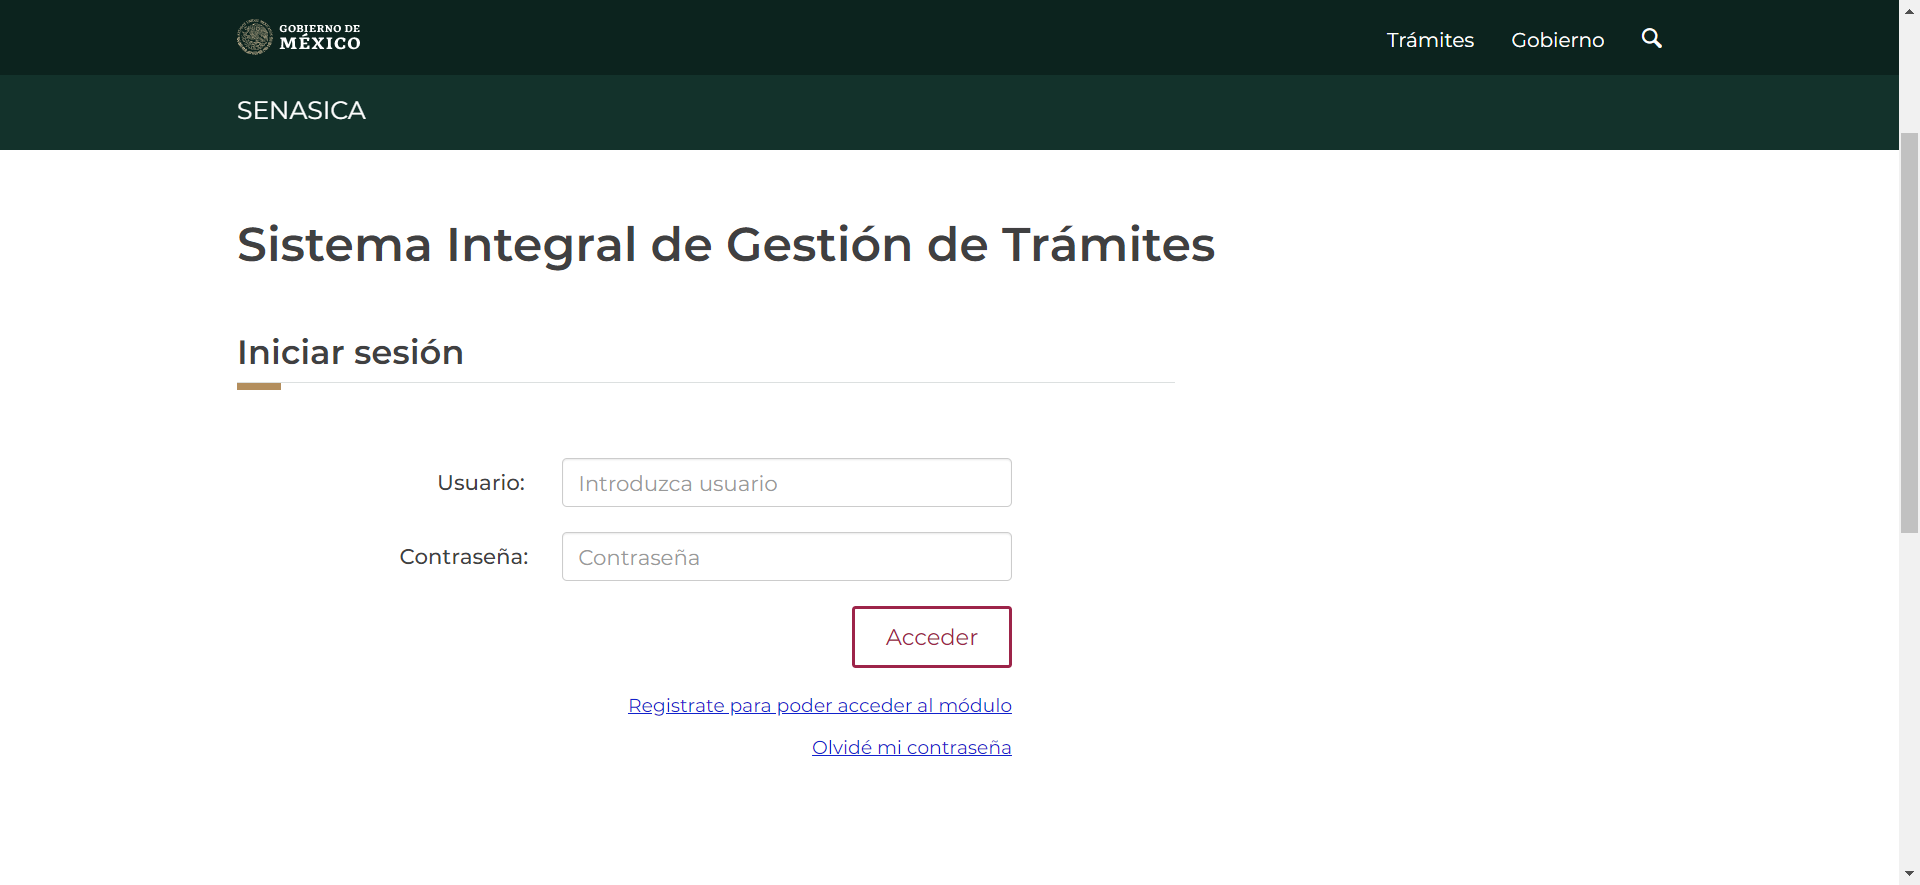 GOBIERNO DE
MÉXICO
Trámites
Gobierno
SENASICA
Sistema Integral de Gestión de Trámites
Iniciar sesión
Usuario:
Introduzca usuario
Contraseña:
Contraseña
Acceder
Registrate para poder acceder al módulo
Olvidé mi contraseña